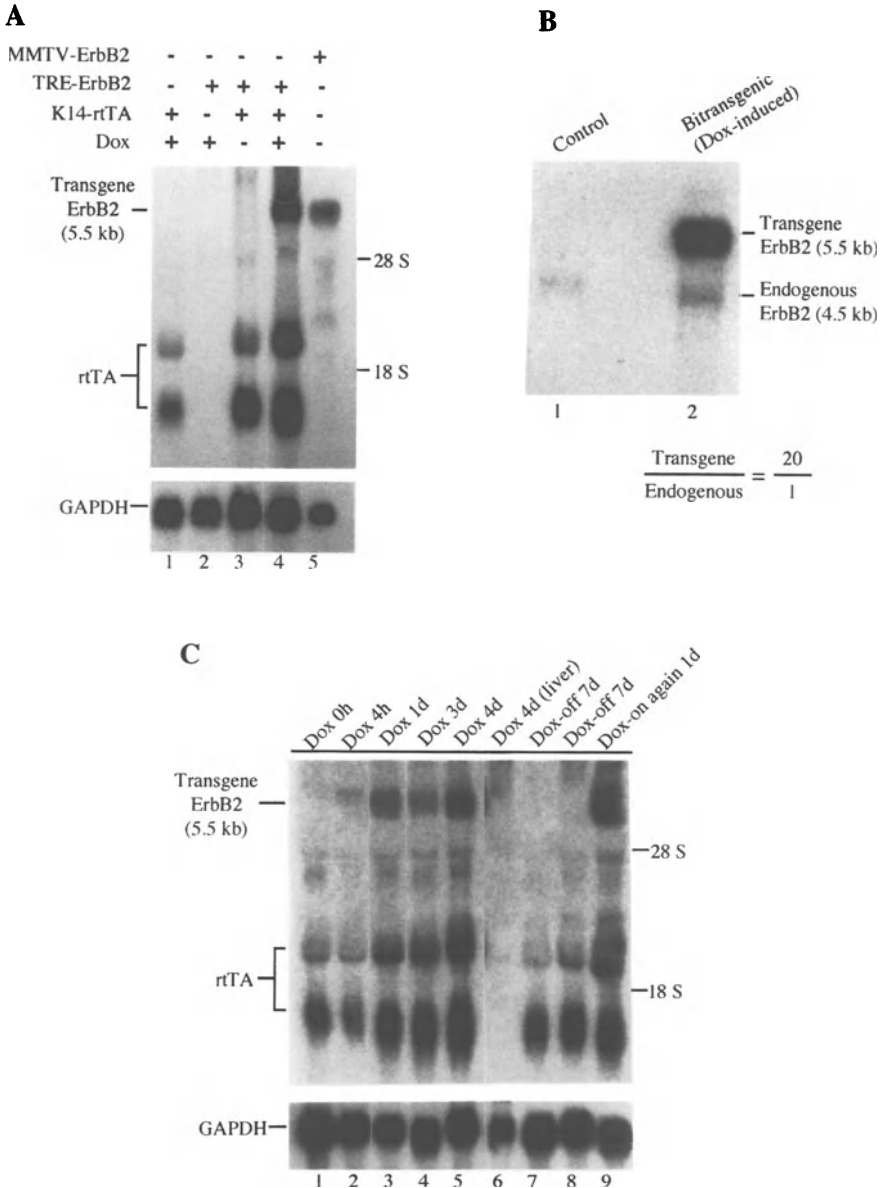 A
MMTV-ErbB2 - - - - +
TRE-ErbB2 - + + + -
K14-rtTA + - + + -
Dox + + - + -
Transgene
ErbB2
(5.5 kb)
28 S
rtTA
18 S
GAPDH
1 2 3 4 5
B
Control
Bitransgenic
(Dox-induced)
Transgene
ErbB2 (5.5 kb)
Endogenous
ErbB2 (4.5 kb)
1 2
Transgene
Endogenous
=
20
1
C
Dox 0h
Dox 4h
Dox 1d
Dox 3d
Dox 4d
Dox 4d (liver)
Dox-off 7d
Dox-off 7d
Dox-on again 1d
Transgene
ErbB2
(5.5 kb)
28 S
rtTA
18 S
GAPDH
1 2 3 4 5 6 7 8 9